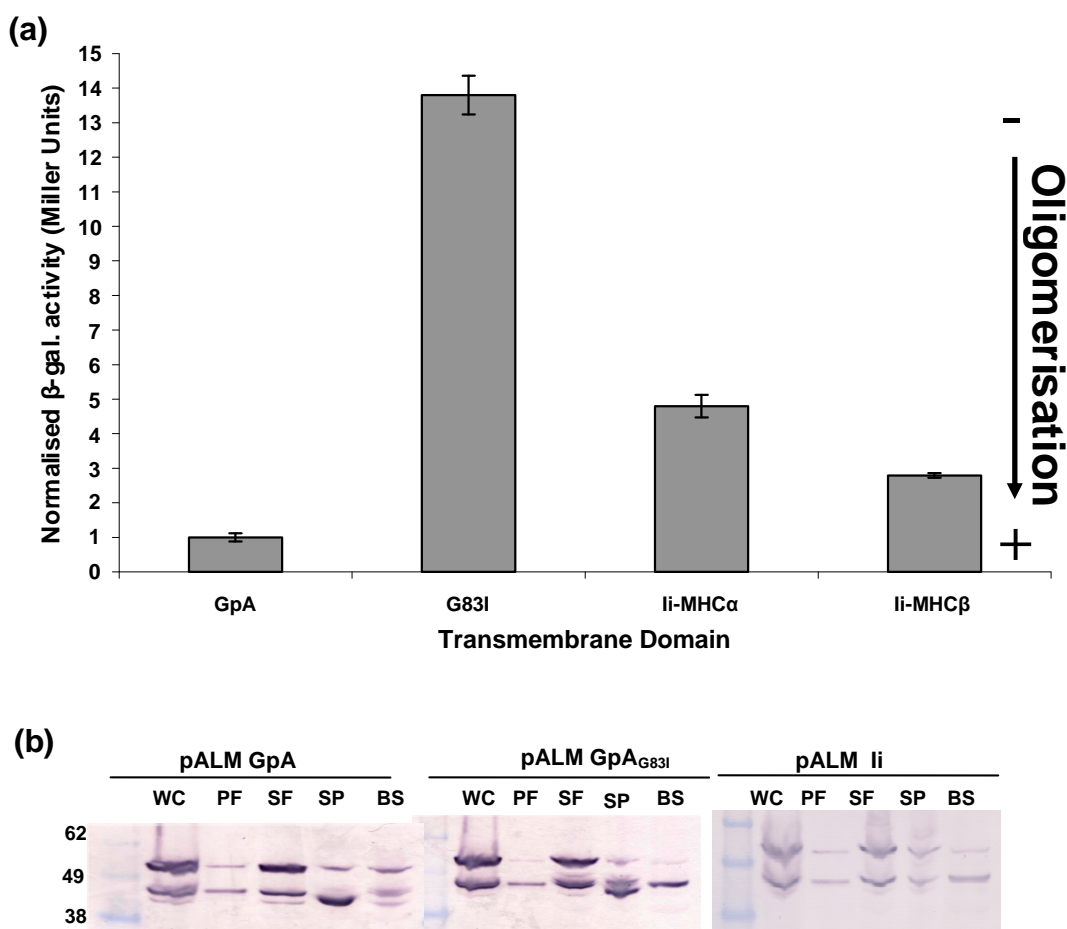 (a)
Normalised β-gal. activity (Miller Units)
15
14
13
12
11
10
9
8
7
6
5
4
3
2
1
0
-
Oligomerisation
+
GpA G83I Ii-MHCα Ii-MHCβ
Transmembrane Domain
(b)
pALM GpA pALM GpAG83I pALM Ii
WC PF SF SP BS WC PF SF SP BS WC PF SF SP BS
62
49
38